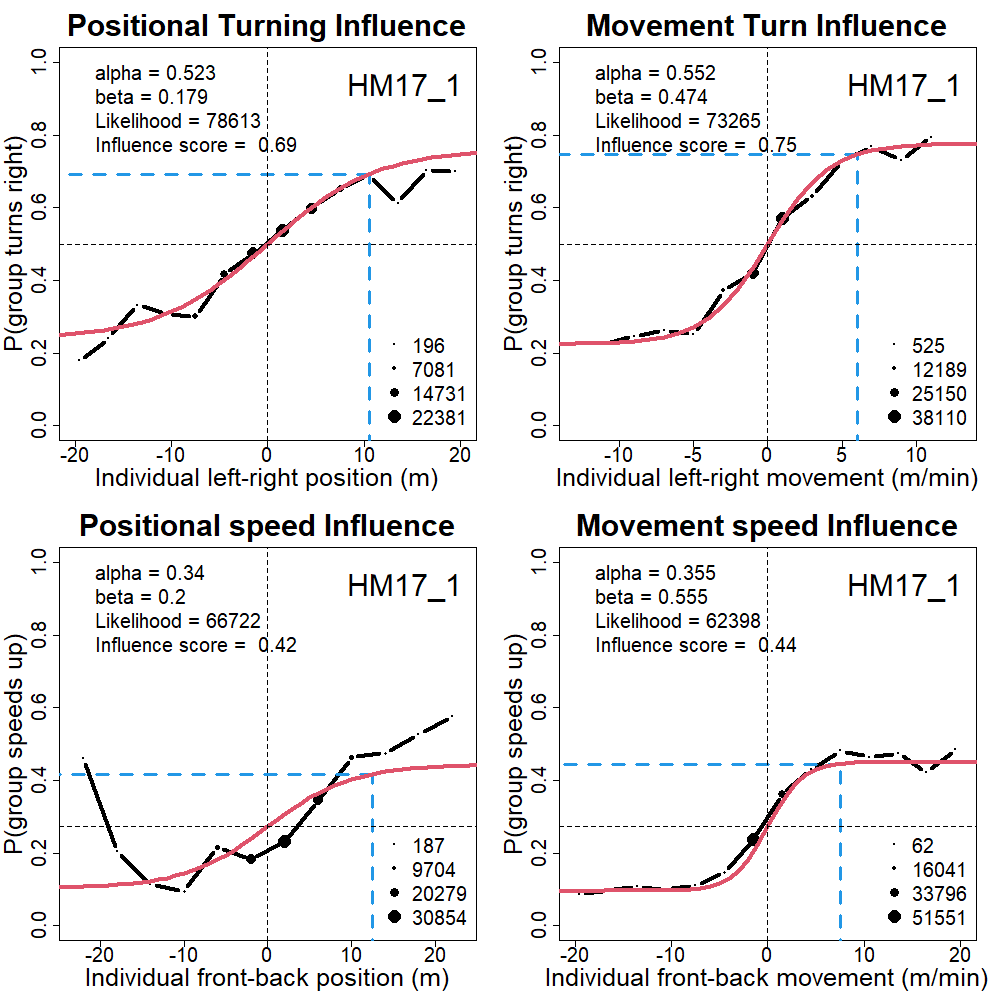 Positional Turning Influence
alpha = 0.523
beta = 0.179
Likelihood = 78613
Influence score =  0.69
HM17_1
P(group turns right)
1.0
0.8
0.6
0.4
0.2
0.0
196
7081
14731
22381
-20 -10 0 10 20
Individual left-right position (m)
Movement Turn Influence
alpha = 0.552
beta = 0.474
Likelihood = 73265
Influence score =  0.75
HM17_1
P(group turns right)
1.0
0.8
0.6
0.4
0.2
0.0
525
12189
25150
38110
-10 -5 0 5 10
Individual left-right movement (m/min)
Positional speed Influence
alpha = 0.34
beta = 0.2
Likelihood = 66722
Influence score =  0.42
HM17_1
P(group speeds up)
1.0
0.8
0.6
0.4
0.2
0.0
187
9704
20279
30854
-20 -10 0 10 20
Individual front-back position (m)
Movement speed Influence
alpha = 0.355
beta = 0.555
Likelihood = 62398
Influence score =  0.44
HM17_1
P(group speeds up)
1.0
0.8
0.6
0.4
0.2
0.0
62
16041
33796
51551
-20 -10 0 10 20
Individual front-back movement (m/min)